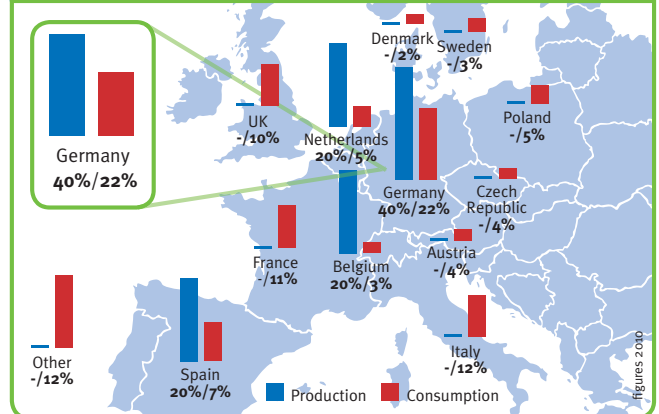 Denmark
-/2%
Sweden
-/3%
UK
-/10%
Netherlands
20%/5%
Poland
-/5%
Germany
40%/22%
Germany
40%/22%
Czech
Republic
-/4%
France
-/11%
Belgium
20%/3%
Austria
-/4%
Other
-/12%
Spain
20%/7%
Italy
-/12%
Production
Consumption
figures 2010